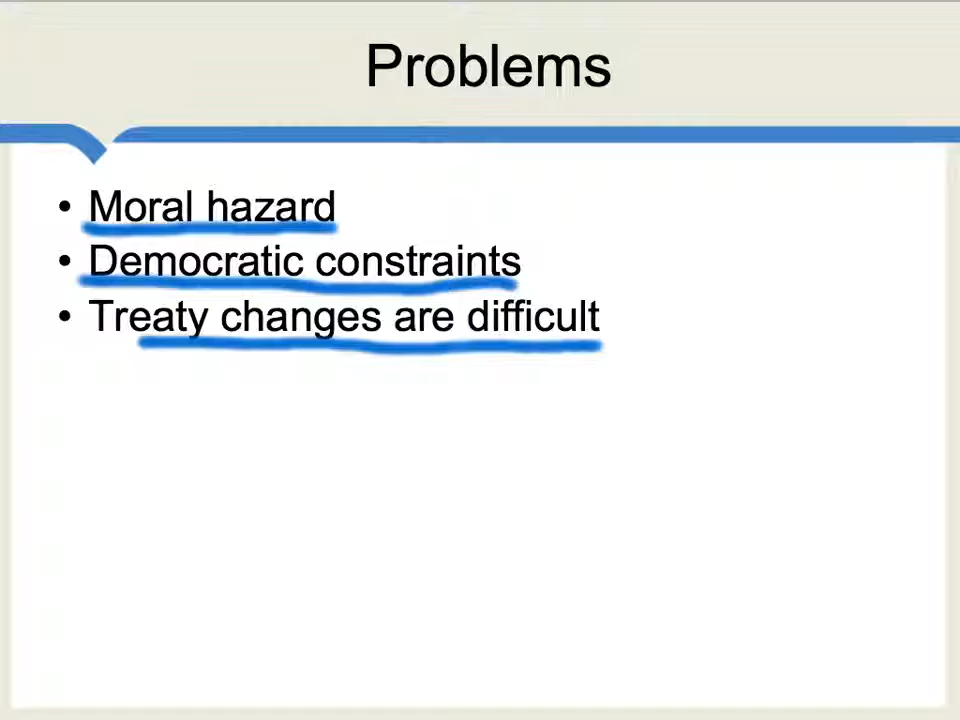 Problems
• Moral hazard
• Democratic constraints
• Treaty changes are difficult